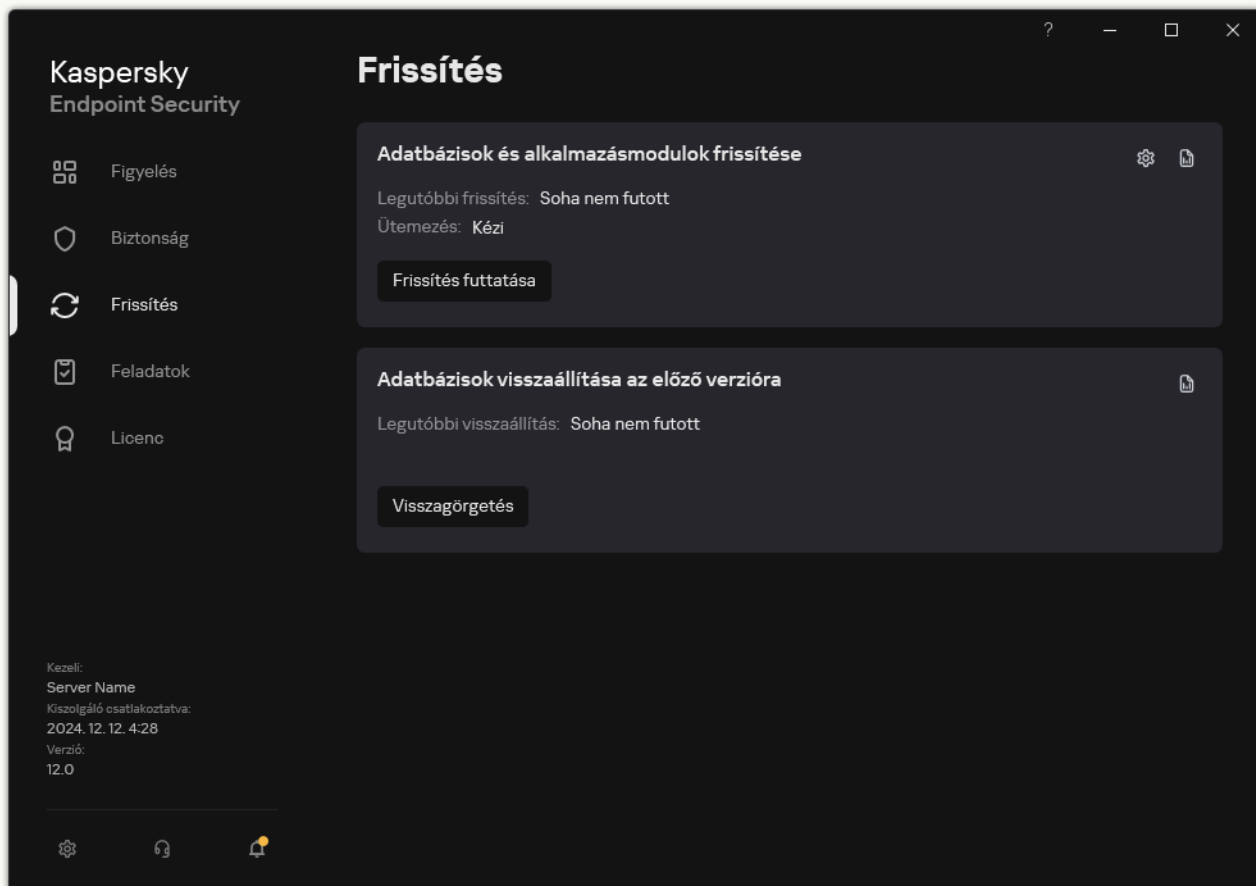 ?
Kaspersky
Endpoint Security
Figyelés
Biztonság
Frissítés
Feladatok
Licenc
Kezeli:
Server Name
Kiszolgáló csatlakoztatva:
2024. 12. 12. 4:28
Verzió:
12.0
Frissítés
Adatbázisok és alkalmazásmodulok frissítése
Legutóbbi frissítés: Soha nem futott
Ütemezés: Kézi
Frissítés futtatása
Adatbázisok visszaállítása az előző verzióra
Legutóbbi visszaállítás: Soha nem futott
Visszagörgetés